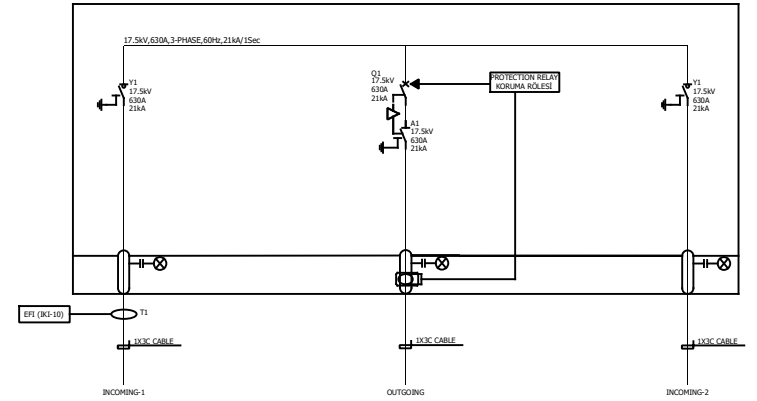 17.5kV,630A,3-PHASE,60Hz,21kA/1Sec
Y1
17.5kV
630A
21kA
Q1
17.5kV
630A
21kA
PROTECTION RELAY
KORUMA RÖLESİ
A1
17.5kV
630A
21kA
Y1
17.5kV
630A
21kA
EFI (IKI-10)
T1
1X3C CABLE
1X3C CABLE
1X3C CABLE
INCOMING-1
OUTGOING
INCOMING-2